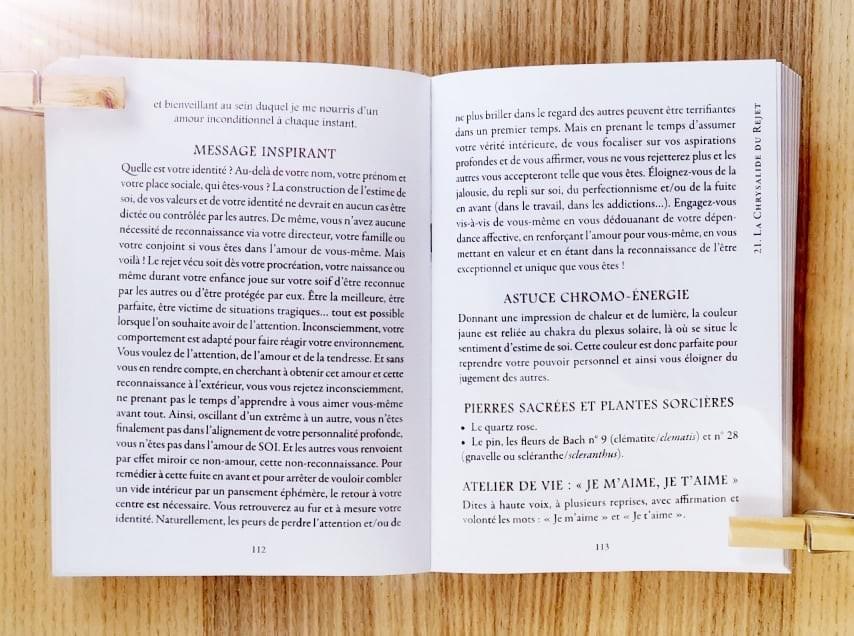 et bienveillant au sein duquel je me nourris d'un
amour inconditionnel à chaque instant.
MESSAGE INSPIRANT
Quelle est votre identité ? Au-delà de votre nom, votre prénom et
votre place sociale, qui êtes-vous ? La construction de l'estime de
soi, de vos valeurs et de votre identité ne devrait en aucun cas être
dictée ou contrôlée par les autres. De même, vous n'avez aucune
nécessité de reconnaissance via votre directeur, votre famille ou
votre conjoint si vous êtes dans l'amour de vous-même. Mais
voilà ! Le rejet vécu soit dès votre procréation, votre naissance ou
même durant votre enfance joue sur votre soif d'être reconnue
par les autres ou d'être protégée par eux. Être la meilleure, être
parfaite, être victime de situations tragiques... tout est possible
lorsque l'on souhaite avoir de l'attention. Inconsciemment, votre
comportement est adapté pour faire réagir votre environnement.
Vous voulez de l'attention, de l'amour et de la tendresse. Et sans
vous en rendre compte, en cherchant à obtenir cet amour et cette
reconnaissance à l'extérieur, vous vous rejetez inconsciemment,
ne prenant pas le temps d'apprendre à vous aimer vous-même
avant tout. Ainsi, oscillant d'un extrême à un autre, vous n'êtes
finalement pas dans l'alignement de votre personnalité profonde,
vous n'êtes pas dans l'amour de SOI. Et les autres vous renvoient
par effet miroir ce non-amour, cette non-reconnaissance. Pour
remédier à cette fuite en avant et pour arrêter de vouloir combler
un vide intérieur par un pansement éphémère, le retour à votre
centre est nécessaire. Vous retrouverez au fur et à mesure votre
identité. Naturellement, les peurs de perdre l'attention et/ou de
112
ne plus briller dans le regard des autres peuvent être terrifiantes
dans un premier temps. Mais en prenant le temps d'assumer
votre vérité intérieure, de vous focaliser sur vos aspirations
profondes et de vous affirmer, vous ne vous rejetterez plus et les
autres vous accepteront telle que vous êtes. Éloignez-vous de la
jalousie, du repli sur soi, du perfectionnisme et/ou de la fuite
en avant (dans le travail, dans les addictions...). Engagez-vous
vis-à-vis de vous-même en vous dédouanant de votre dépen-
dance affective, en renforçant l'amour pour vous-même, en vous
mettant en valeur et en étant dans la reconnaissance de l'être
exceptionnel et unique que vous êtes !
ASTUCE CHROMO-ÉNERGIE
Donnant une impression de chaleur et de lumière, la couleur
jaune est reliée au chakra du plexus solaire, là où se situe le
sentiment d'estime de soi. Cette couleur est donc parfaite pour
reprendre votre pouvoir personnel et ainsi vous éloigner du
jugement des autres.
PIERRES SACRÉES ET PLANTES SORCIÈRES
• Le quartz rose.
• Le pin, les fleurs de Bach n° 9 (clématite/clematis) et n° 28
(gnavelle ou scléranthe/scleranthus).
ATELIER DE VIE : « JE M'AIME, JE T'AIME »
Dites à haute voix, à plusieurs reprises, avec affirmation et
volonté les mots : « Je m'aime » et « Je t'aime ».
113
21. LA CHRYSALIDE DU REJET